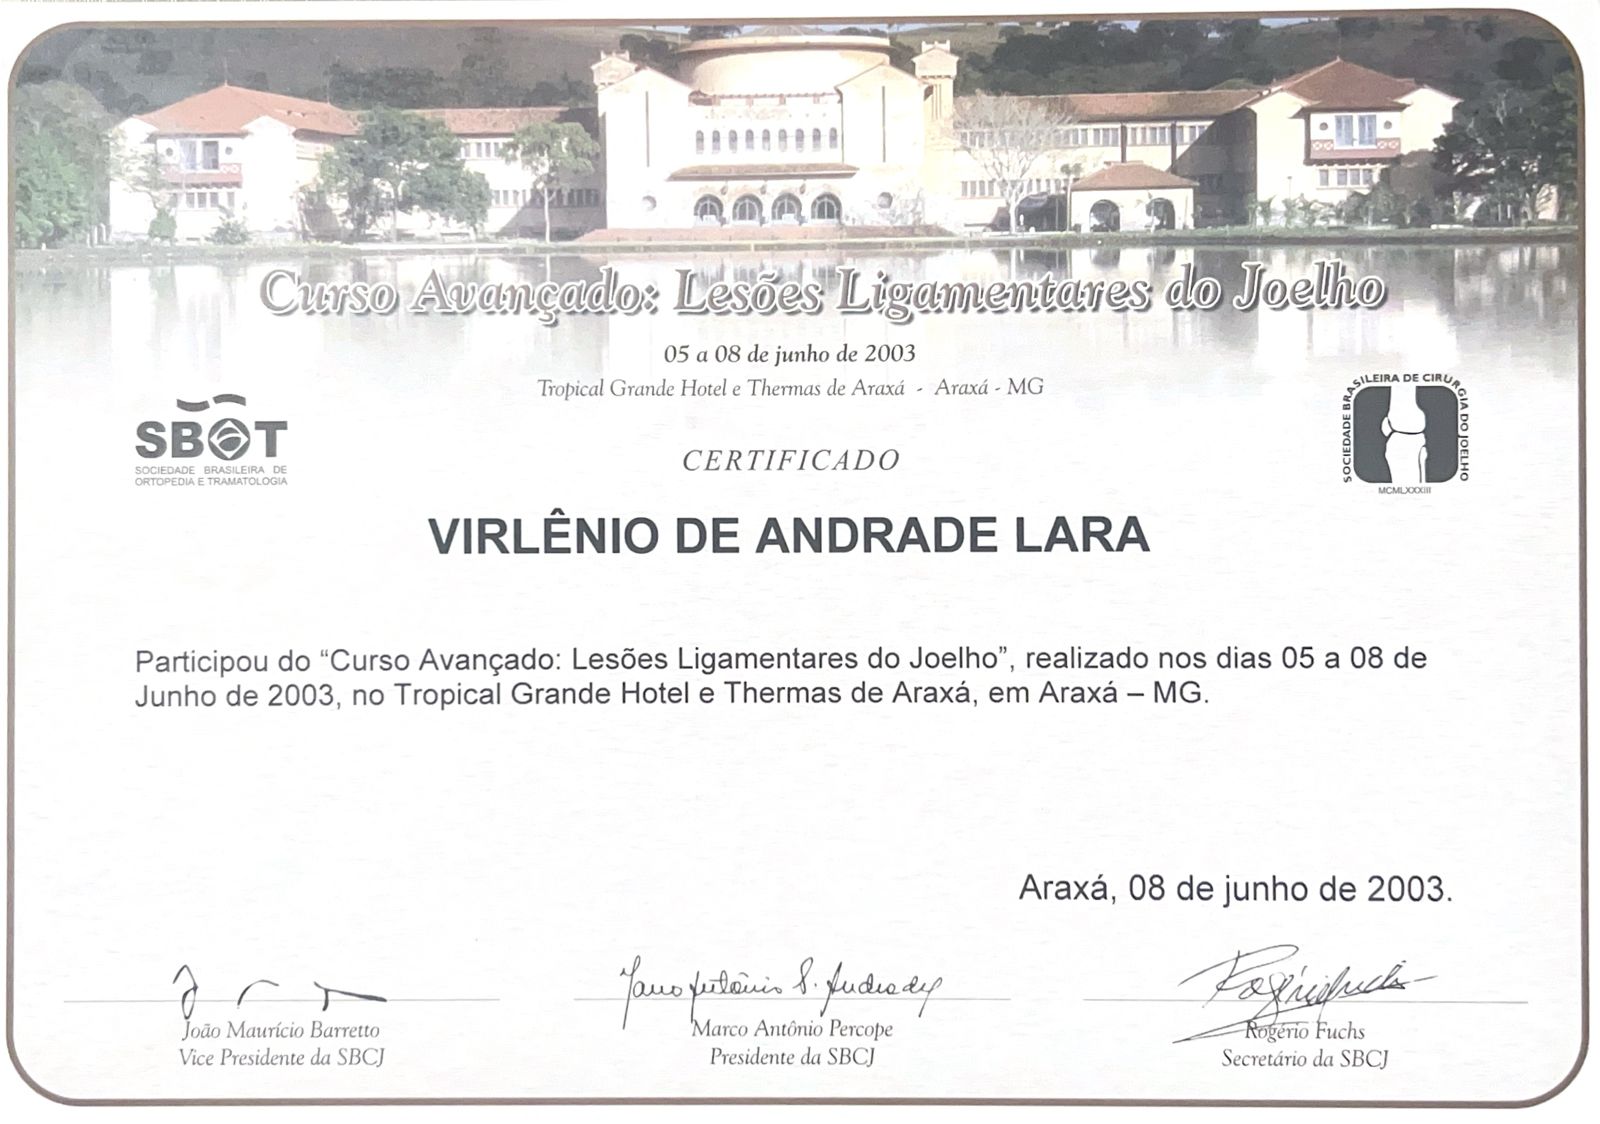 Curso Avançado: Lesões Ligamentares do Joelho
05 a 08 de junho de 2003
Tropical Grande Hotel e Thermas de Araxá - Araxá - MG
SBOT
SOCIEDADE BRASILEIRA DE
ORTOPEDIA E TRAMATOLOGIA
SOCIEDADE BRASILEIRA DE CIRURGIA DO JOELHO
MCMLXXXIII
CERTIFICADO
VIRLÊNIO DE ANDRADE LARA
Participou do “Curso Avançado: Lesões Ligamentares do Joelho”, realizado nos dias 05 a 08 de
Junho de 2003, no Tropical Grande Hotel e Thermas de Araxá, em Araxá – MG.
Araxá, 08 de junho de 2003.
João Maurício Barretto
Vice Presidente da SBCJ
Marco Antônio Percope
Presidente da SBCJ
Rogério Fuchs
Secretário da SBCJ